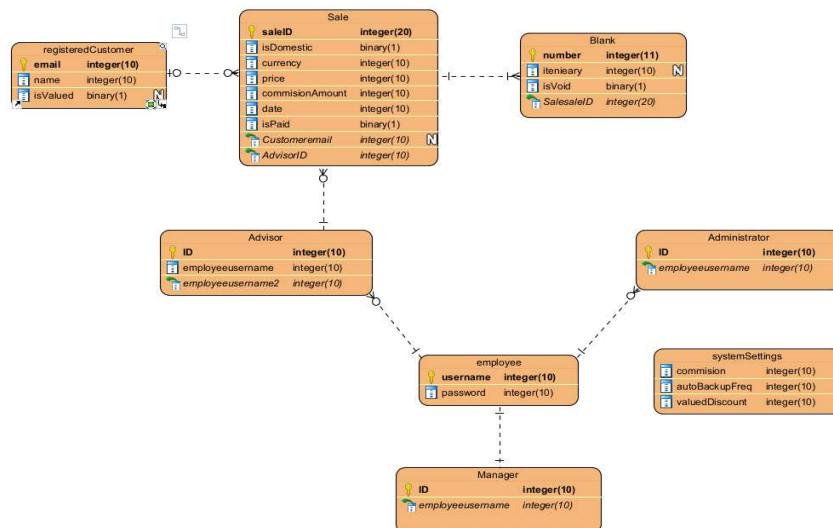 Sale
saleID integer(20)
isDomestic binary(1)
currency integer(10)
price integer(10)
commisionAmount integer(10)
date integer(10)
isPaid binary(1)
Customeremail integer(10) N
AdvisorID integer(10)
registeredCustomer
email integer(10)
name integer(10)
isValued binary(1) N
Blank
number integer(11)
itenieary integer(10) N
isVoid binary(1)
SalesaleID integer(20)
Advisor
ID integer(10)
employeeusername integer(10)
employeeusername2 integer(10)
Administrator
ID integer(10)
employeeusername integer(10)
employee
username integer(10)
password integer(10)
systemSettings
commision integer(10)
autoBackupFreq integer(10)
valuedDiscount integer(10)
Manager
ID integer(10)
employeeusername integer(10)